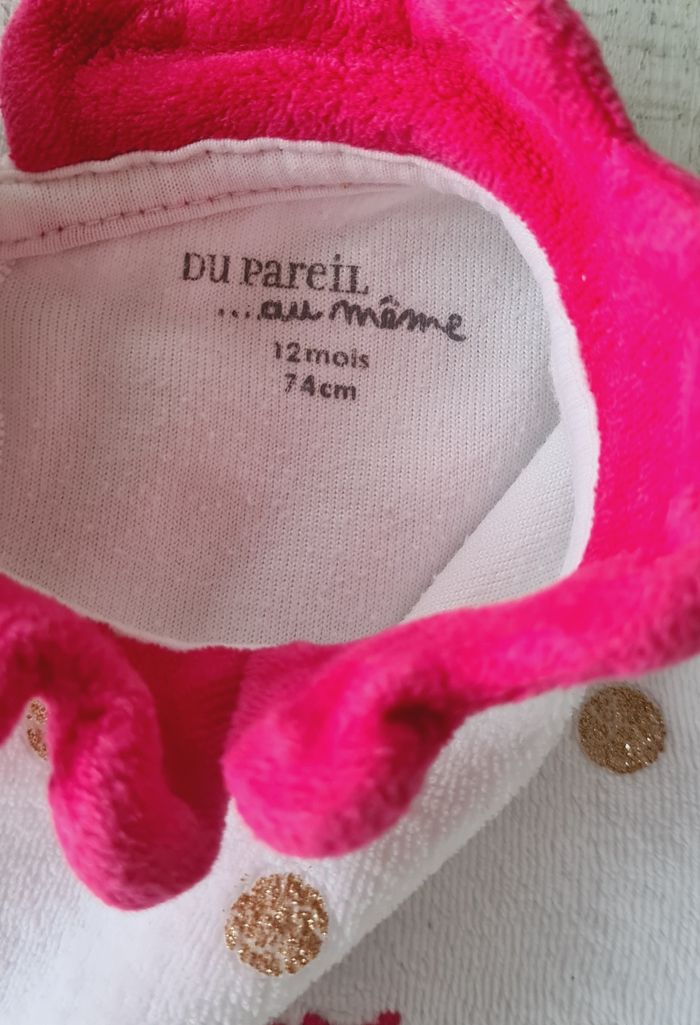 DU PAREIL
...au même
12mois
74cm